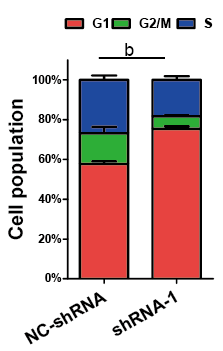 G1 G2/M S
b
100%
80%
60%
40%
20%
0%
Cell population
NC-shRNA shRNA-1